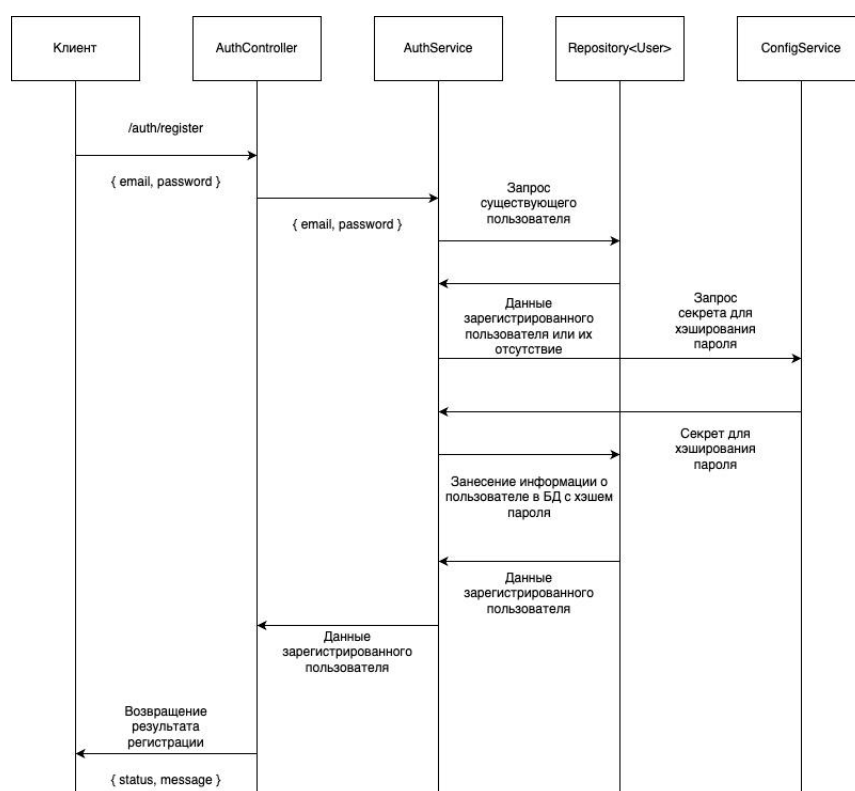 Клиент
AuthController
AuthService
Repository<User>
ConfigService
/auth/register
{ email, password }
{ email, password }
Запрос
существующего
пользователя
Данные
зарегистрированного
пользователя или их
отсутствие
Запрос
секрета для
хэширования
пароля
Секрет для
хэширования
пароля
Занесение информации о
пользователе в БД с хэшем
пароля
Данные
зарегистрированного
пользователя
Данные
зарегистрированного
пользователя
Возвращение
результата
регистрации
{ status, message }